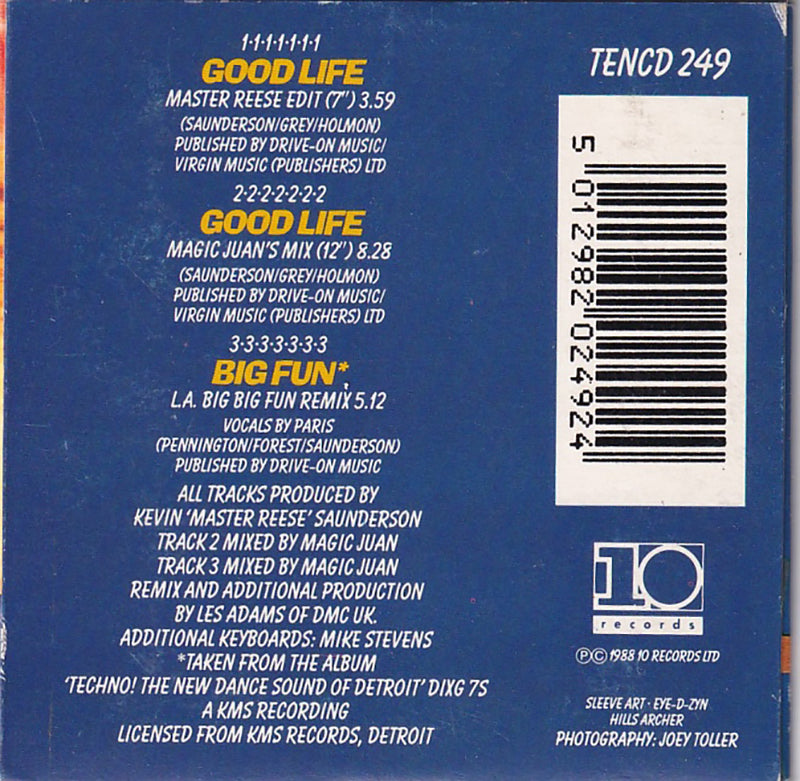 1·1·1·1·1·1·1
GOOD LIFE
MASTER REESE EDIT (7") 3.59
(SAUNDERSON/GREY/HOLMON)
PUBLISHED BY DRIVE-ON MUSIC/
VIRGIN MUSIC (PUBLISHERS) LTD
2·2·2·2·2·2·2
GOOD LIFE
MAGIC JUAN'S MIX (12") 8.28
(SAUNDERSON/GREY/HOLMON)
PUBLISHED BY DRIVE-ON MUSIC/
VIRGIN MUSIC (PUBLISHERS) LTD
3·3·3·3·3·3·3
BIG FUN*
L.A. BIG BIG FUN REMIX 5.12
VOCALS BY PARIS
(PENNINGTON/FOREST/SAUNDERSON)
PUBLISHED BY DRIVE-ON MUSIC
ALL TRACKS PRODUCED BY
KEVIN 'MASTER REESE' SAUNDERSON
TRACK 2 MIXED BY MAGIC JUAN
TRACK 3 MIXED BY MAGIC JUAN
REMIX AND ADDITIONAL PRODUCTION
BY LES ADAMS OF DMC UK.
ADDITIONAL KEYBOARDS: MIKE STEVENS
*TAKEN FROM THE ALBUM
'TECHNO! THE NEW DANCE SOUND OF DETROIT' DIXG 75
A KMS RECORDING
LICENSED FROM KMS RECORDS, DETROIT
TENCD 249
5 012982 024924
10
records
℗© 1988 10 RECORDS LTD
SLEEVE ART · EYE-D-ZYN
HILLS ARCHER
PHOTOGRAPHY: JOEY TOLLER